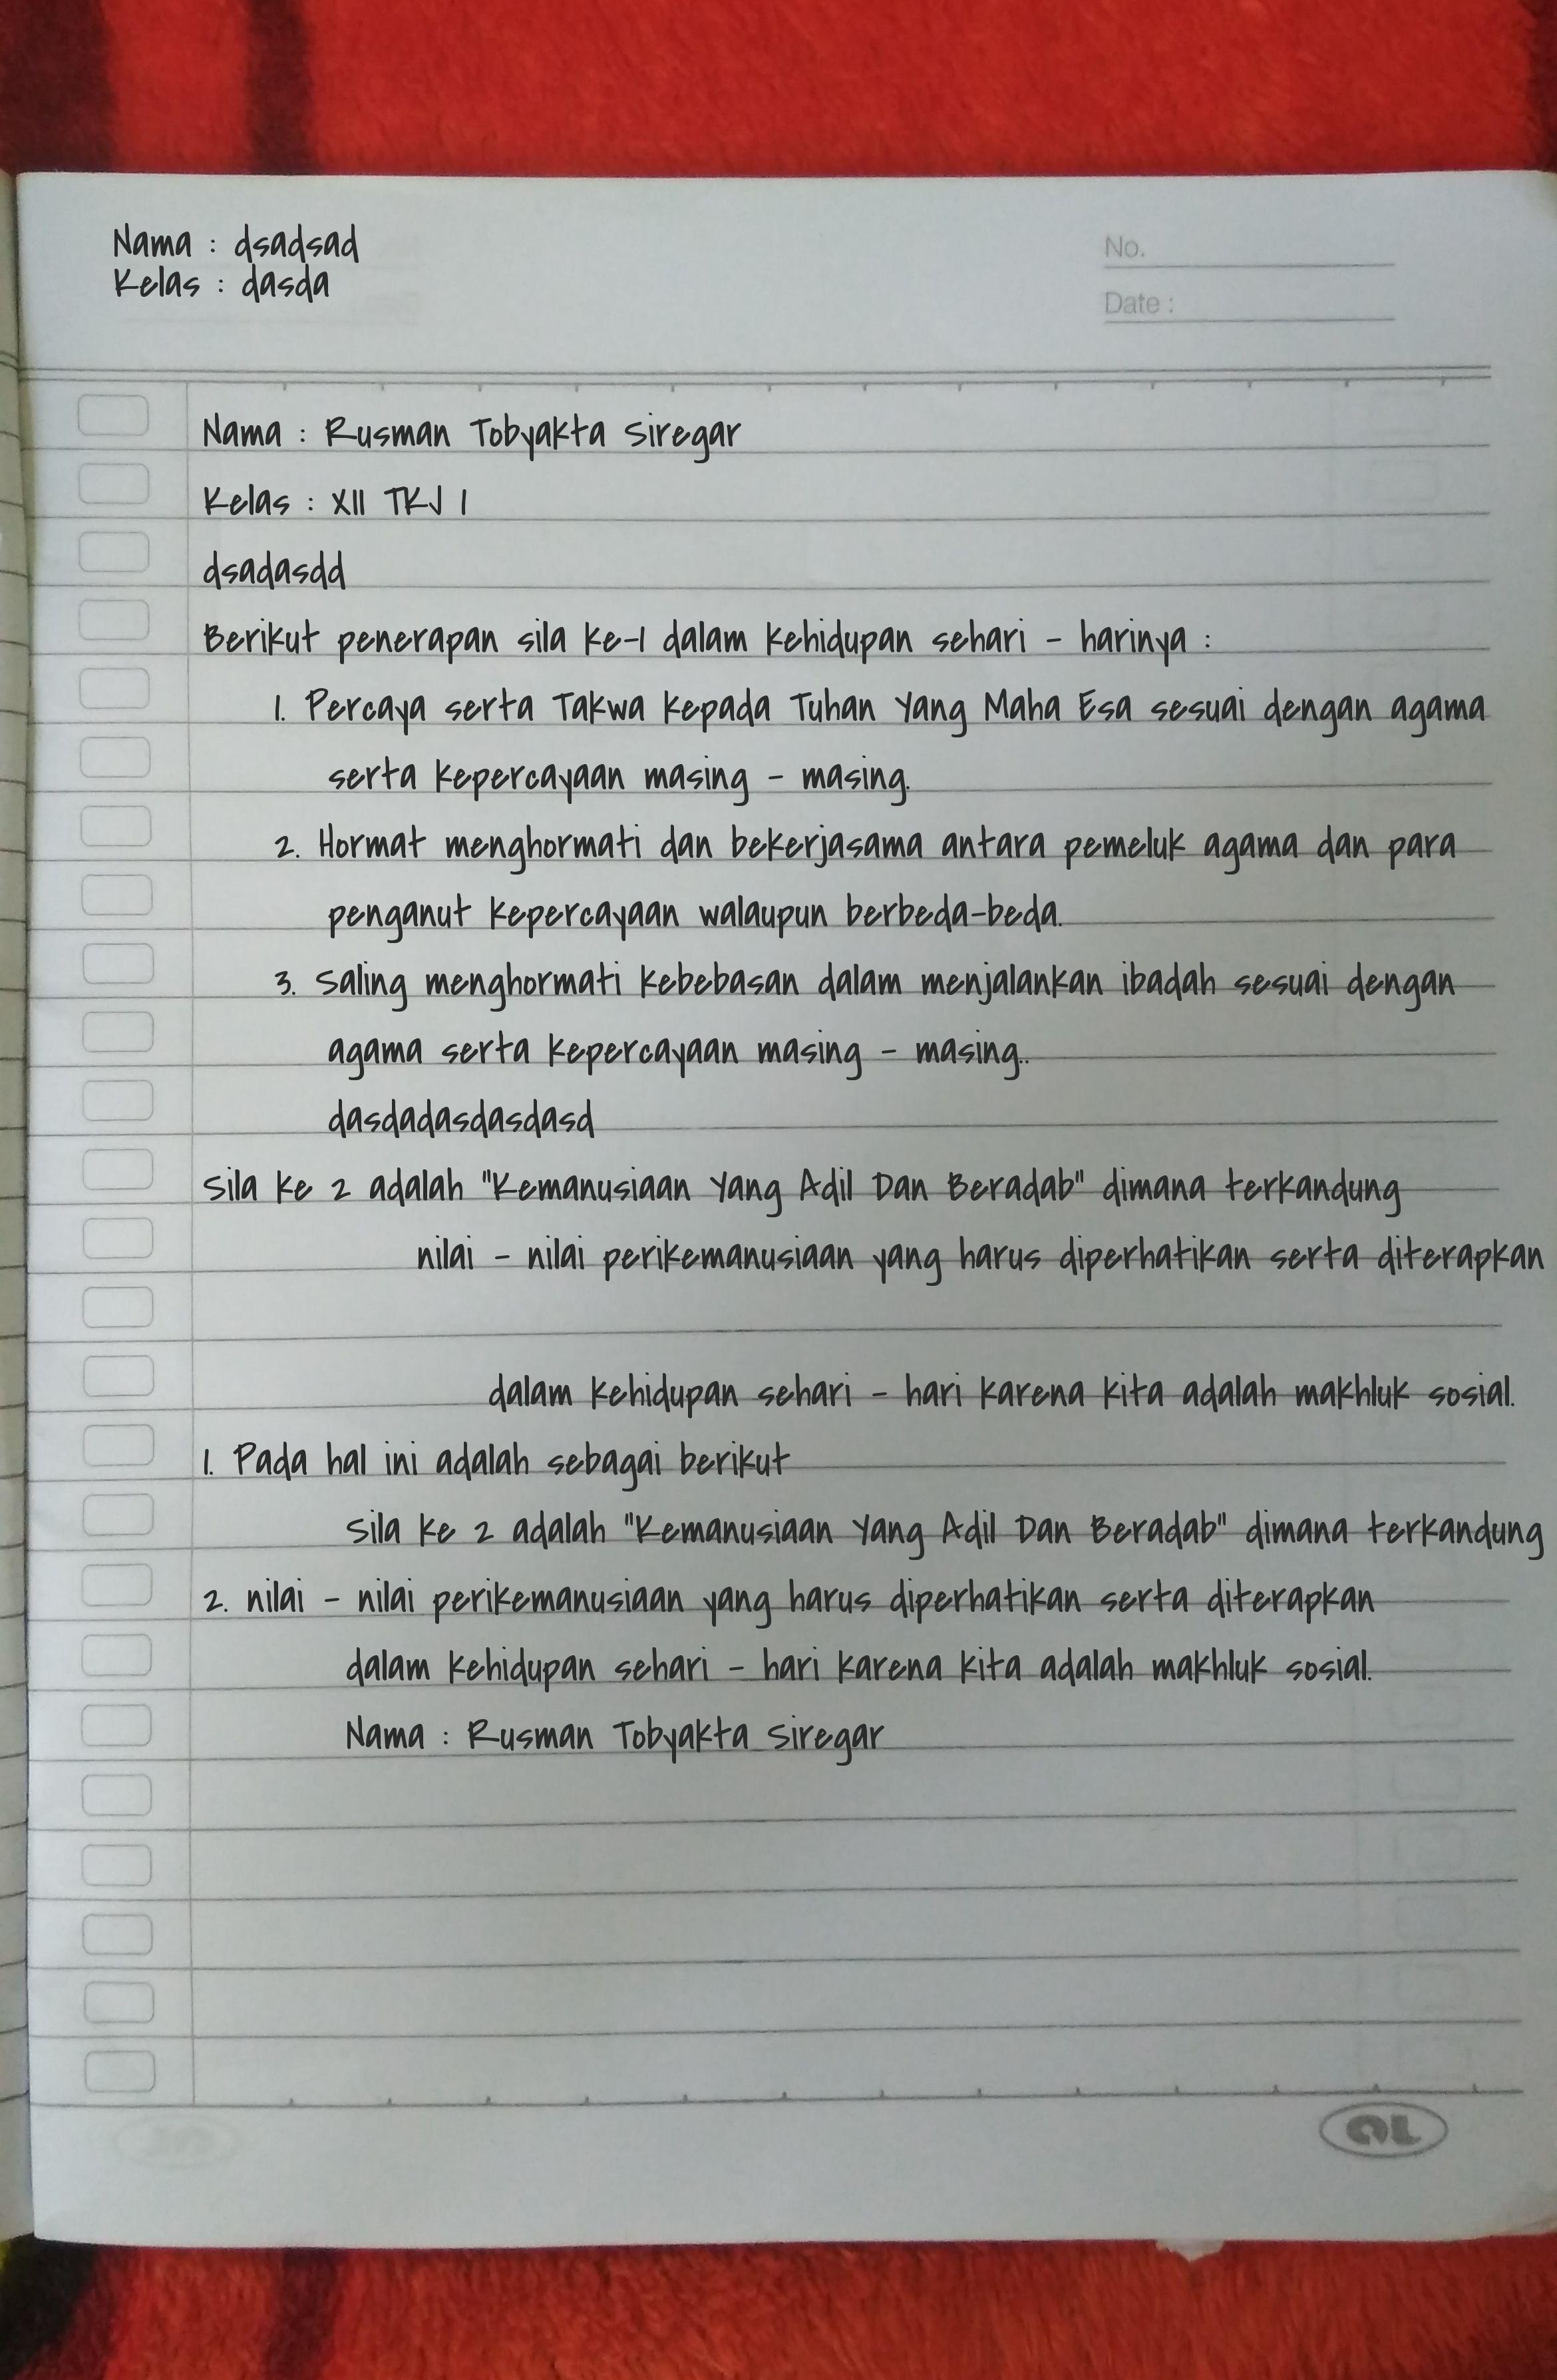 Nama : dsadsad
Kelas : dasda
No.
Date :
Nama : Rusman Tobyakta Siregar
Kelas : XII TKJ 1
dsadasdd
Berikut penerapan sila ke-1 dalam kehidupan sehari - harinya :
1. Percaya serta Takwa kepada Tuhan Yang Maha Esa sesuai dengan agama
serta kepercayaan masing - masing.
2. Hormat menghormati dan bekerjasama antara pemeluk agama dan para
penganut kepercayaan walaupun berbeda-beda.
3. Saling menghormati kebebasan dalam menjalankan ibadah sesuai dengan
agama serta kepercayaan masing - masing..
dasdadasdasdasd
Sila ke 2 adalah "Kemanusiaan Yang Adil Dan Beradab" dimana terkandung
nilai - nilai perikemanusiaan yang harus diperhatikan serta diterapkan
dalam kehidupan sehari - hari karena kita adalah makhluk sosial.
1. Pada hal ini adalah sebagai berikut
Sila ke 2 adalah "Kemanusiaan Yang Adil Dan Beradab" dimana terkandung
2. nilai - nilai perikemanusiaan yang harus diperhatikan serta diterapkan
dalam kehidupan sehari - hari karena kita adalah makhluk sosial.
Nama : Rusman Tobyakta Siregar